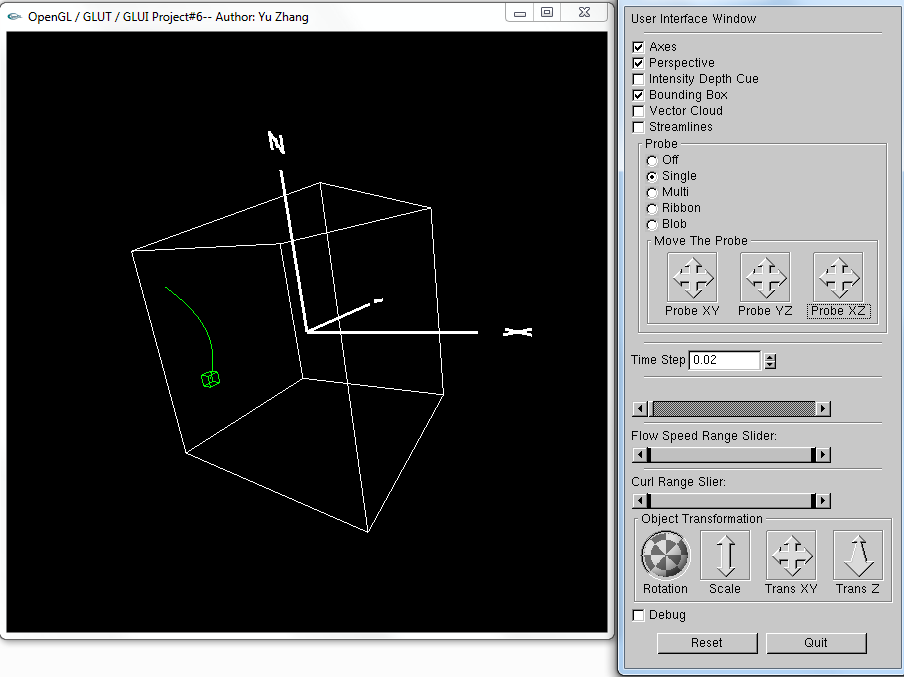 OpenGL / GLUT / GLUI Project#6-- Author: Yu Zhang
X
User Interface Window
Axes
Perspective
Intensity Depth Cue
Bounding Box
Vector Cloud
Streamlines
Probe
Off
Single
Multi
Ribbon
Blob
Move The Probe
Probe XY
Probe YZ
Probe XZ
Time Step 0.02
Flow Speed Range Slider:
Curl Range Slier:
Object Transformation
Rotation
Scale
Trans XY
Trans Z
Debug
Reset
Quit